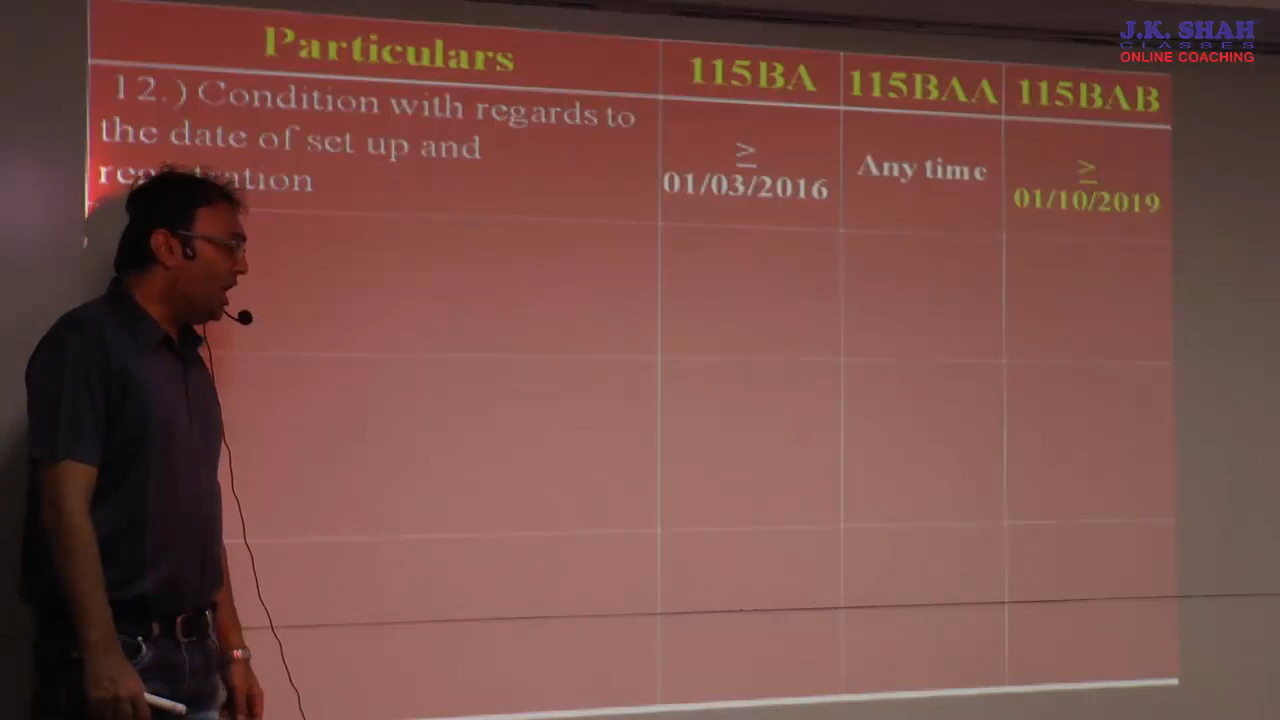 J.K. SHAH
CLASSES
ONLINE COACHING
Particulars 115BA 115BAA 115BAB
12.) Condition with regards to
the date of set up and
registration
≥
01/03/2016
Any time
≥
01/10/2019